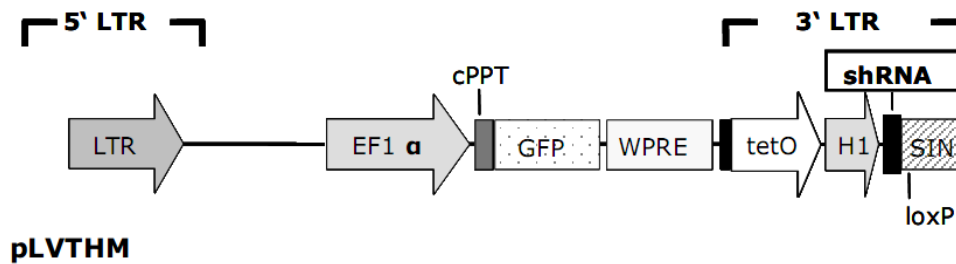 5‘ LTR
3‘ LTR
cPPT
shRNA
LTR
EF1 α
GFP
WPRE
tetO
H1
SIN
loxP
pLVTHM